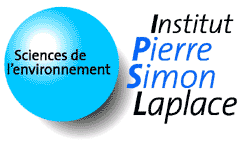 Sciences de
l'environnement
Institut
Pierre
Simon
Laplace